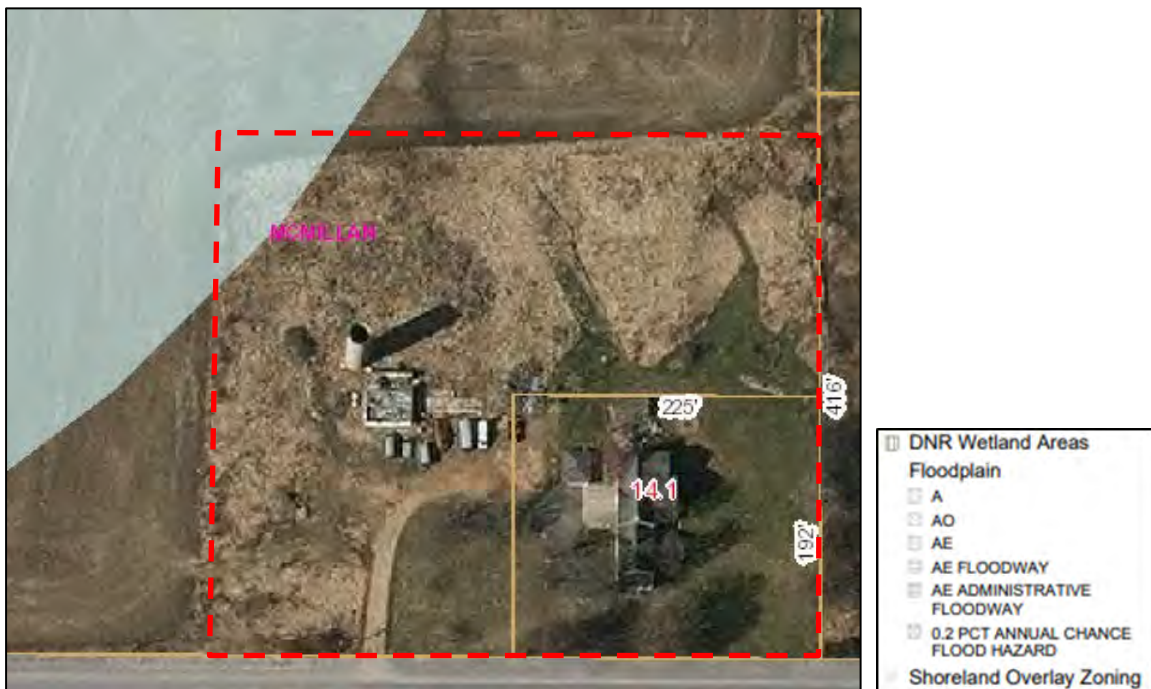 MCMILLAN
225'
416'
14.1
192'
DNR Wetland Areas
Floodplain
A
AO
AE
AE FLOODWAY
AE ADMINISTRATIVE
FLOODWAY
0.2 PCT ANNUAL CHANCE
FLOOD HAZARD
Shoreland Overlay Zoning